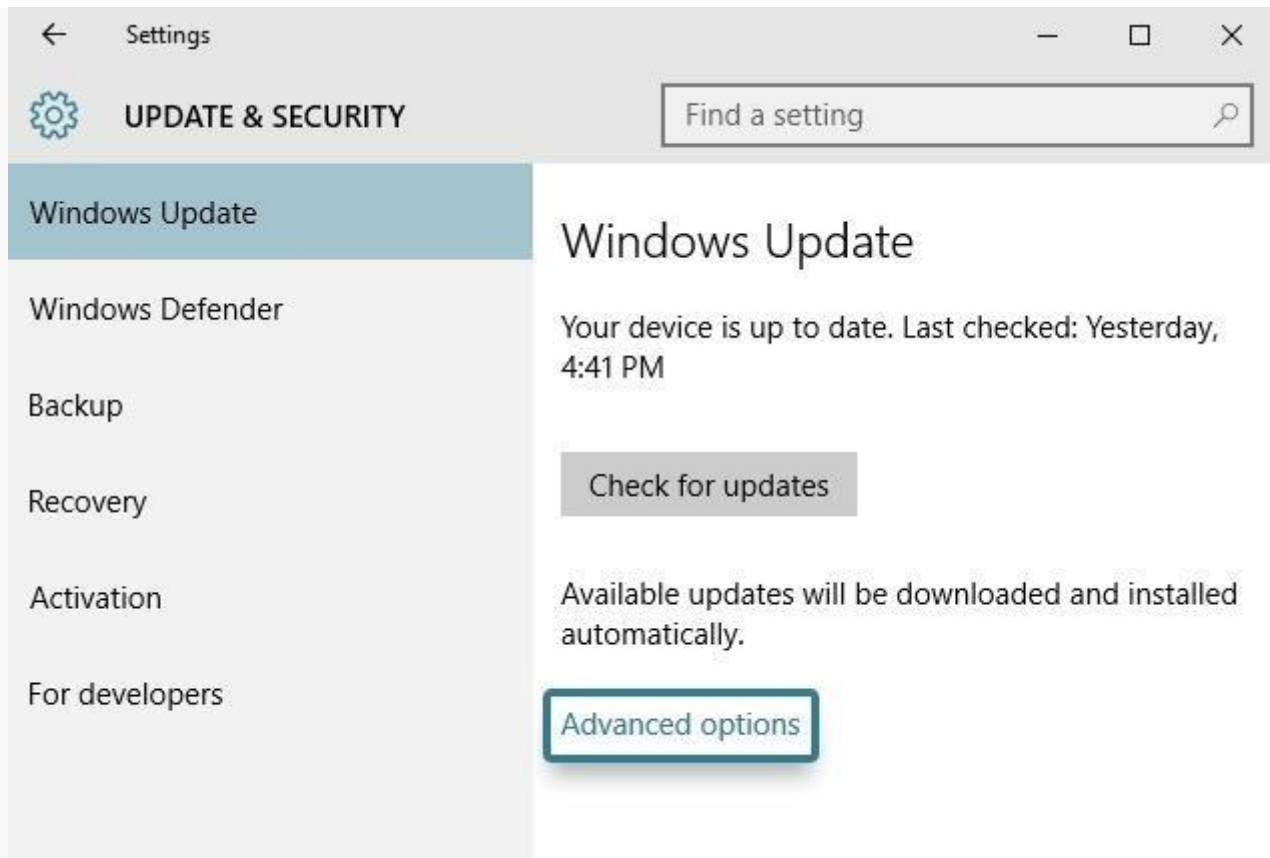 Settings
UPDATE & SECURITY
Find a setting
Windows Update
Windows Defender
Backup
Recovery
Activation
For developers
Windows Update
Your device is up to date. Last checked: Yesterday,
4:41 PM
Check for updates
Available updates will be downloaded and installed
automatically.
Advanced options